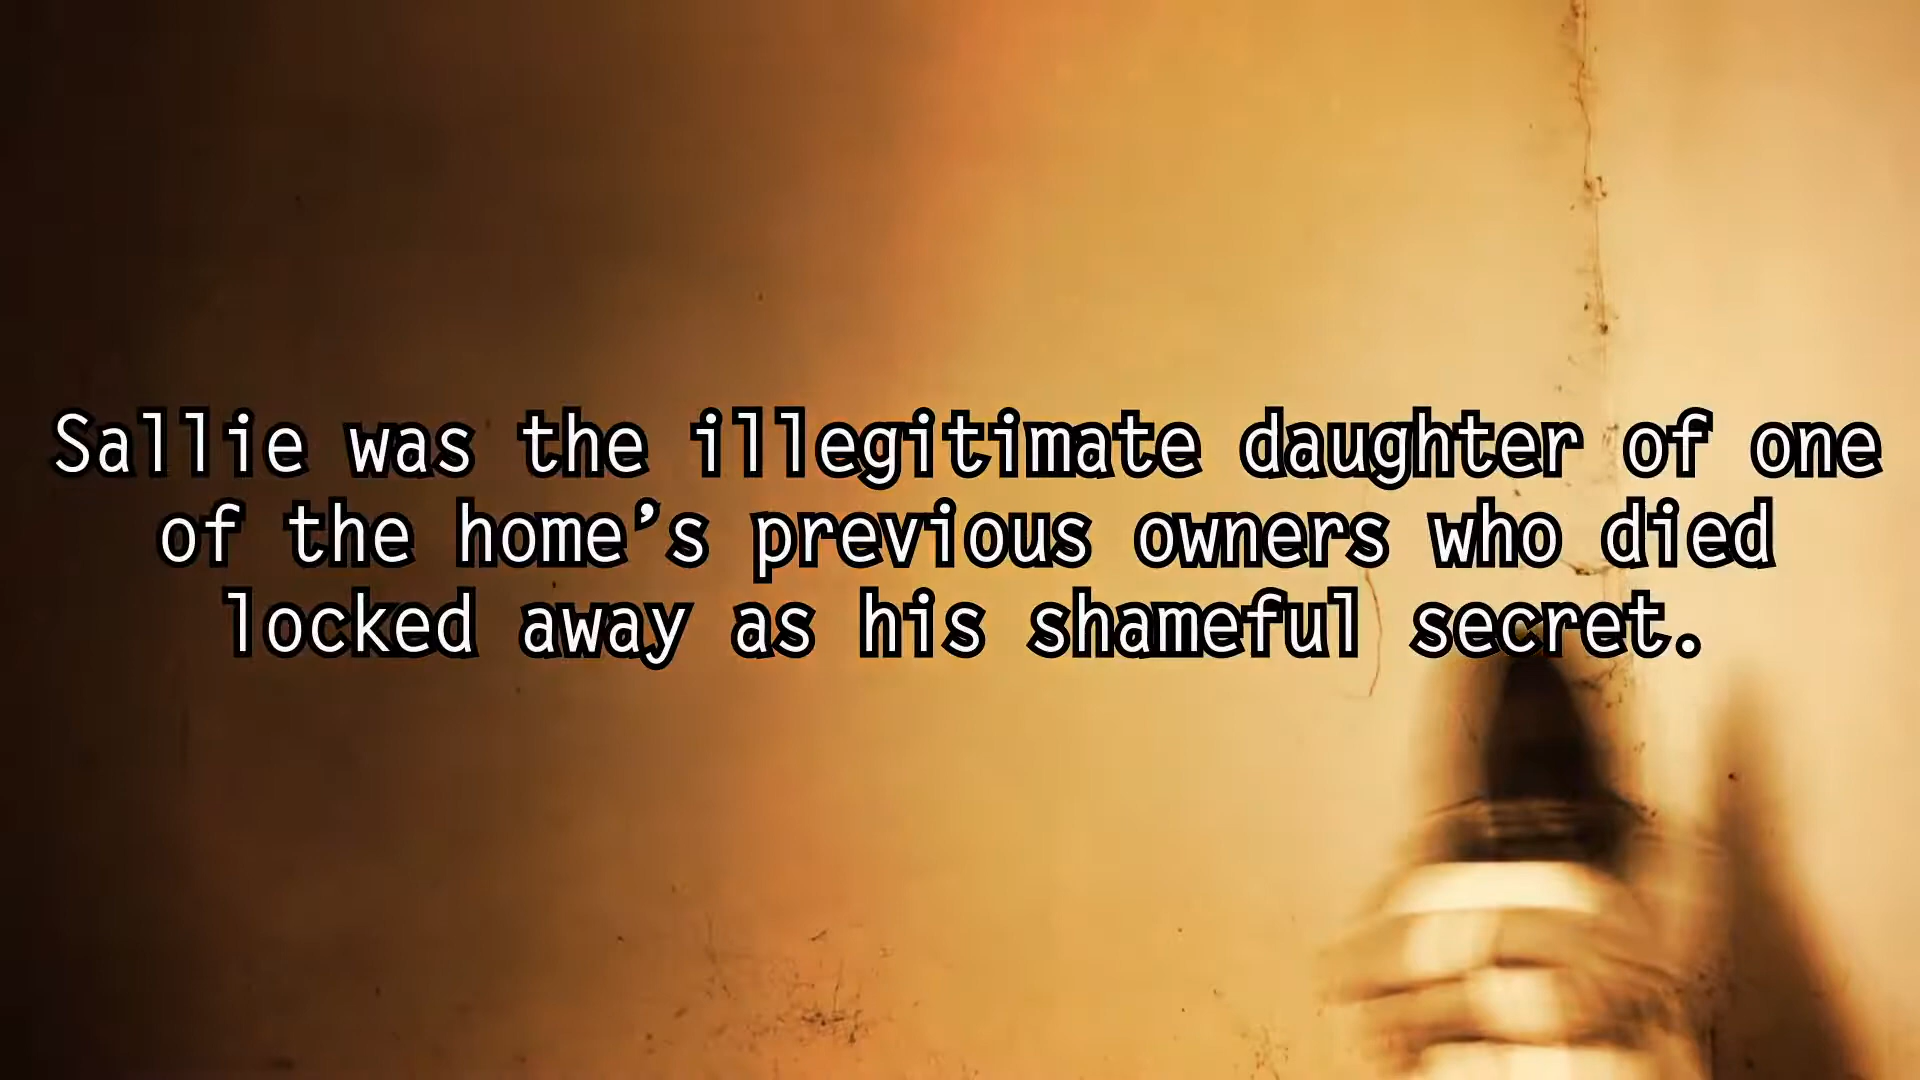 Sallie was the illegitimate daughter of one
of the home’s previous owners who died
locked away as his shameful secret.